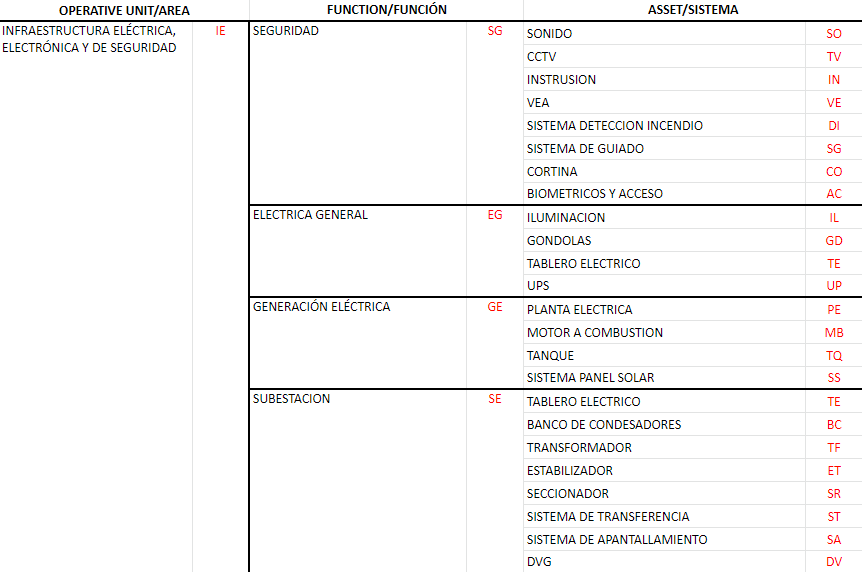 OPERATIVE UNIT/AREA FUNCTION/FUNCIÓN ASSET/SISTEMA
INFRAESTRUCTURA ELÉCTRICA, IE SEGURIDAD SG SONIDO SO
ELECTRÓNICA Y DE SEGURIDAD
CCTV TV
INSTRUSION IN
VEA VE
SISTEMA DETECCION INCENDIO DI
SISTEMA DE GUIADO SG
CORTINA CO
BIOMETRICOS Y ACCESO AC
ELECTRICA GENERAL EG ILUMINACION IL
GONDOLAS GD
TABLERO ELECTRICO TE
UPS UP
GENERACIÓN ELÉCTRICA GE PLANTA ELECTRICA PE
MOTOR A COMBUSTION MB
TANQUE TQ
SISTEMA PANEL SOLAR SS
SUBESTACION SE TABLERO ELECTRICO TE
BANCO DE CONDESADORES BC
TRANSFORMADOR TF
ESTABILIZADOR ET
SECCIONADOR SR
SISTEMA DE TRANSFERENCIA ST
SISTEMA DE APANTALLAMIENTO SA
DVG DV